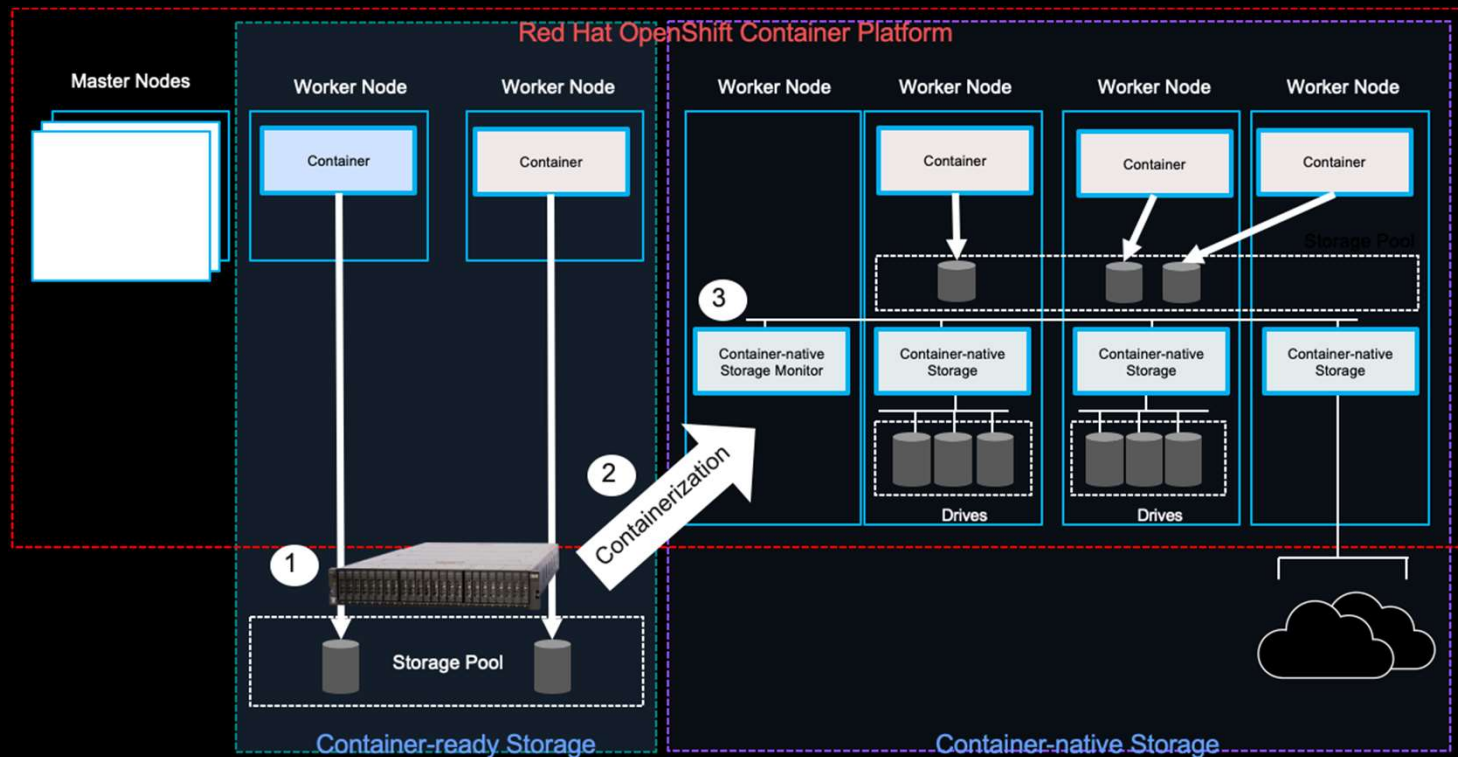 Red Hat OpenShift Container Platform
Master Nodes
Worker Node
Worker Node
Worker Node
Worker Node
Worker Node
Worker Node
Container
Container
Container
Container
Container
Storage Pool
3
Container-native
Storage Monitor
Container-native
Storage
Container-native
Storage
Container-native
Storage
2
Containerization
Drives
Drives
1
Storage Pool
Container-ready Storage
Container-native Storage